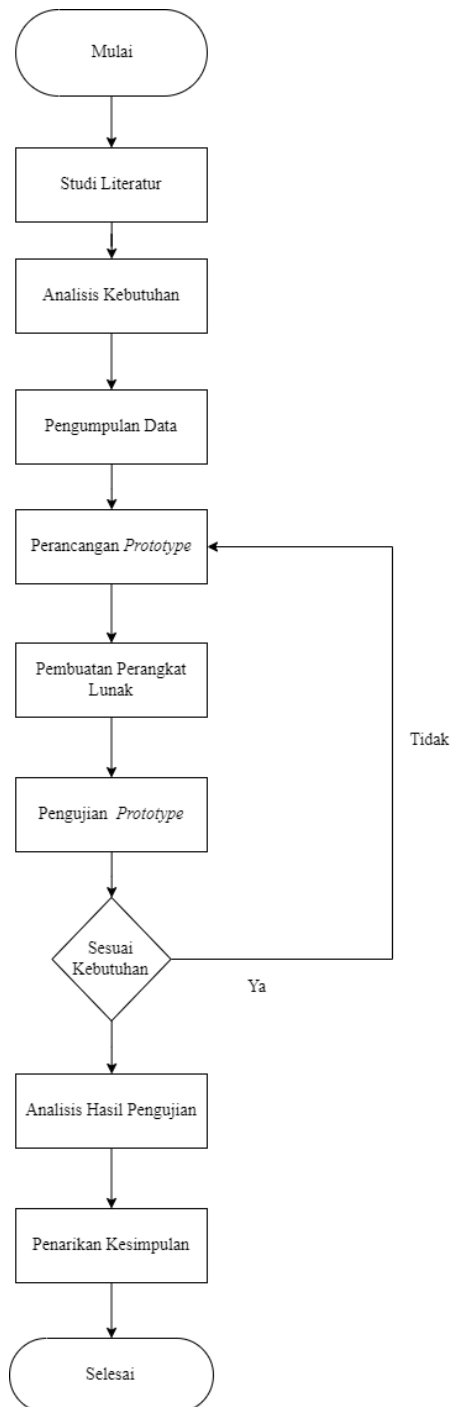 Mulai
Studi Literatur
Analisis Kebutuhan
Pengumpulan Data
Perancangan Prototype
Pembuatan Perangkat
Lunak
Tidak
Pengujian Prototype
Sesuai
Kebutuhan
Ya
Analisis Hasil Pengujian
Penarikan Kesimpulan
Selesai